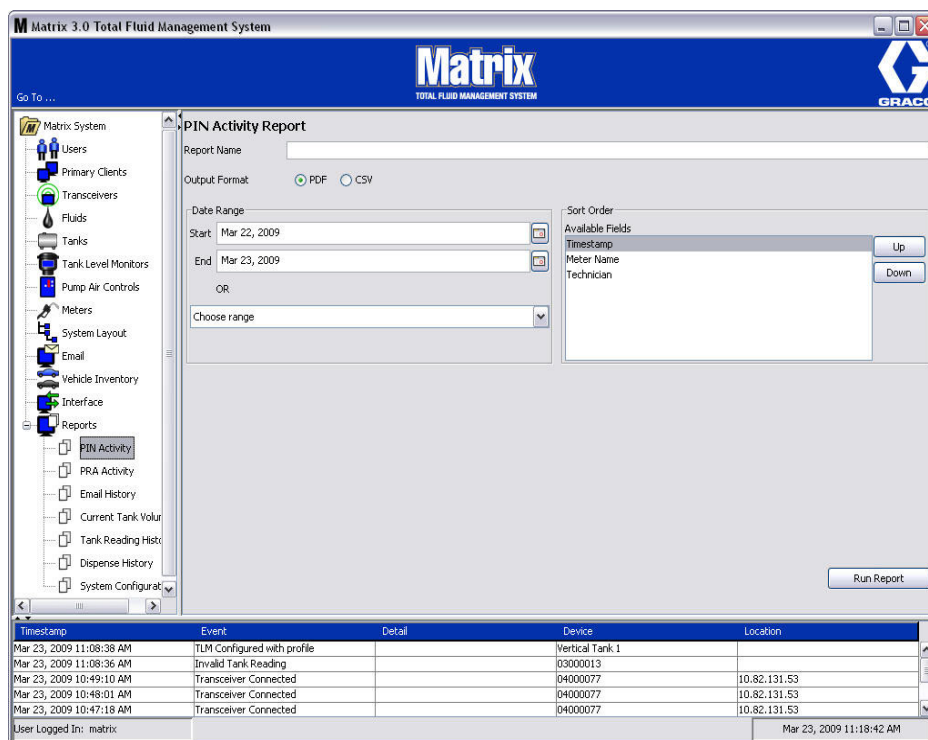 M Matrix 3.0 Total Fluid Management System
Matrix
TOTAL FLUID MANAGEMENT SYSTEM
Go To ...
GRACO
Matrix System
Users
Primary Clients
Transceivers
Fluids
Tanks
Tank Level Monitors
Pump Air Controls
Meters
System Layout
Email
Vehicle Inventory
Interface
Reports
PIN Activity
PRA Activity
Email History
Current Tank Volur
Tank Reading Histo
Dispense History
System Configurat
PIN Activity Report
Report Name
Output Format PDF CSV
Date Range
Start Mar 22, 2009
End Mar 23, 2009
OR
Choose range
Sort Order
Available Fields
Timestamp
Meter Name
Technician
Up
Down
Run Report
Timestamp Event Detail Device Location
Mar 23, 2009 11:08:38 AM TLM Configured with profile Vertical Tank 1
Mar 23, 2009 11:08:36 AM Invalid Tank Reading 03000013
Mar 23, 2009 10:49:10 AM Transceiver Connected 04000077 10.82.131.53
Mar 23, 2009 10:48:01 AM Transceiver Connected 04000077 10.82.131.53
Mar 23, 2009 10:47:18 AM Transceiver Connected 04000077 10.82.131.53
User Logged In: matrix Mar 23, 2009 11:18:42 AM